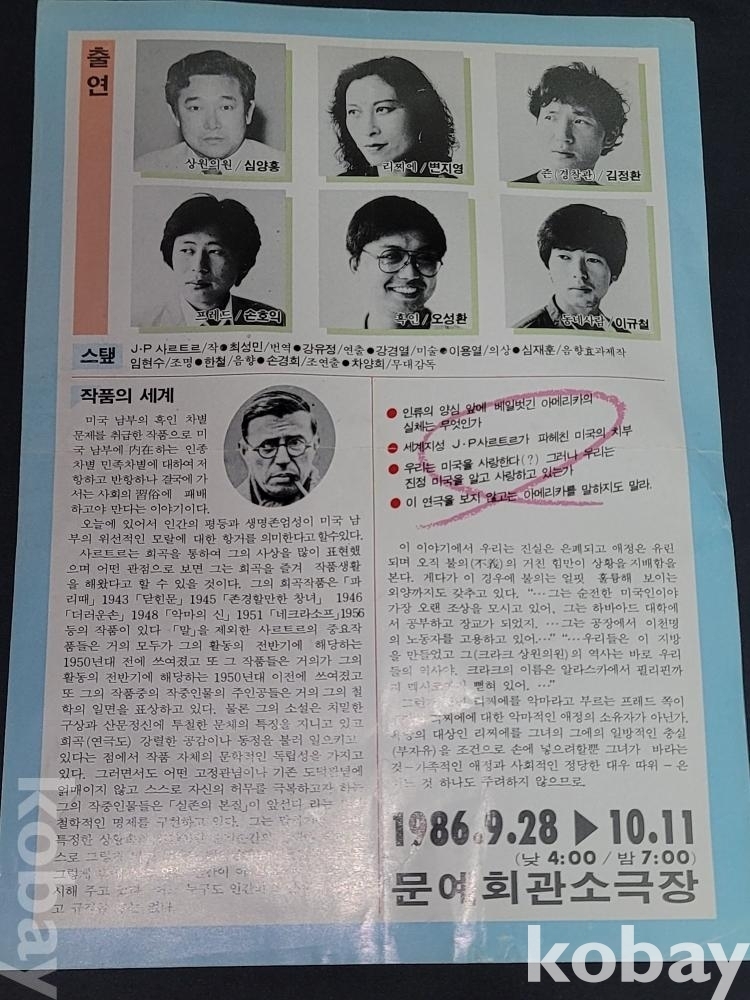 출연
상원의원/심양홍
리찌에/변지영
죤(경찰관)/김정환
프레드/손호의
흑인/오성환
동네사람/이규철
스탶
J·P 사르트르/작●최성민/번역●강유정/연출●강경열/미술●이용열/의상●심재훈/음향효과제작
임현수/조명●한철/음향●손경희/조연출●차양희/무대감독
작품의 세계
미국 남부의 흑인 차별
문제를 취급한 작품으로 미
국 남부에 內在하는 인종
차별 민족차별에 대하여 저
항하고 반항하나 결국에 가
서는 사회의 習俗에 패배
하고야 만다는 이야기이다.
오늘에 있어서 인간의 평등과 생명존엄성이 미국 남
부의 위선적인 모랄에 대한 항거를 의미한다고 할수있다.
사르트르는 희곡을 통하여 그의 사상을 많이 표현했
으며 어떤 관점으로 보면 그는 희곡을 즐겨 작품생활
을 해왔다고 할 수 있을 것이다. 그의 희곡작품은「파
리떼」1943「닫힌문」1945「존경할만한 창녀」 1946
「더러운손」1948「악마의 신」1951「네크라소프」1956
등의 작품이 있다「말」을 제외한 사르트르의 중요작
품들은 거의 모두가 그의 활동의 전반기에 해당하는
1950년대 전에 쓰여졌고 또 그 작품들은 거의가 그의
활동의 전반기에 해당하는 1950년대 이전에 쓰여졌고
또 그의 작품중의 작중인물의 주인공들은 거의 그의 철
학의 일면을 표상하고 있다. 물론 그의 소설은 치밀한
구상과 산문정신에 투철한 문체의 특징을 지니고 있고
희곡(연극도) 강렬한 공감이나 동정을 불러 일으키고
있다는 점에서 작품 자체의 문학적인 독립성을 가지고
있다. 그러면서도 어떤 고정관념이나 기존 도덕관념에
얽매이지 않고 스스로 자신의 허무를 극복하고자 하는
그의 작중인물들은「실존의 본질」이 앞선다 라는
철학적인 명제를 구현하고 있다. 그는
특정한
스로
그렇게
시해 주고
고
●인류의 양심 앞에 베일벗긴 아메리카의
실체는 무엇인가
●세계지성 J·P사르트르가 파헤친 미국의 치부
●우리는 미국을 사랑한다(?) 그러나 우리는
진정 미국을 알고 사랑하고 있는가
●이 연극을 보지 않고는 아메리카를 말하지도 말라.
이 이야기에서 우리는 진실은 은폐되고 애정은 유린
되며 오직 불의(不義)의 거친 힘만이 상황을 지배함을
본다. 게다가 이 경우에 불의는 얼핏 훌륭해 보이는
외양까지도 갖추고 있다. “…그는 순전한 미국인이야
가장 오랜 조상을 모시고 있어, 그는 하바아드 대학에
서 공부하고 장교가 되었지. …그는 공장에서 이천명
의 노동자를 고용하고 있어…” “…우리들은 이 지방
을 만들었고 그(크라크 상원의원)의 역사는 바로 우리
들의 역사야. 크라크의 이름은 알라스카에서 필리핀까
지 뻗혀 있어. …”
리찌에를 악마라고 부르는 프레드 쪽이
리찌에에 대한 악마적인 애정의 소유자가 아닌가.
대상인 리찌에를 그녀의 그에의 일방적인 충실
(부자유)을 조건으로 손에 넣으려할뿐 그녀가 바라는
것-가족적인 애정과 사회적인 정당한 대우 따위-은
것 하나도 주려하지 않으므로.
1986.9.28 ▶ 10.11
(낮 4:00 / 밤 7:00)
문예회관소극장
kobay
kobay